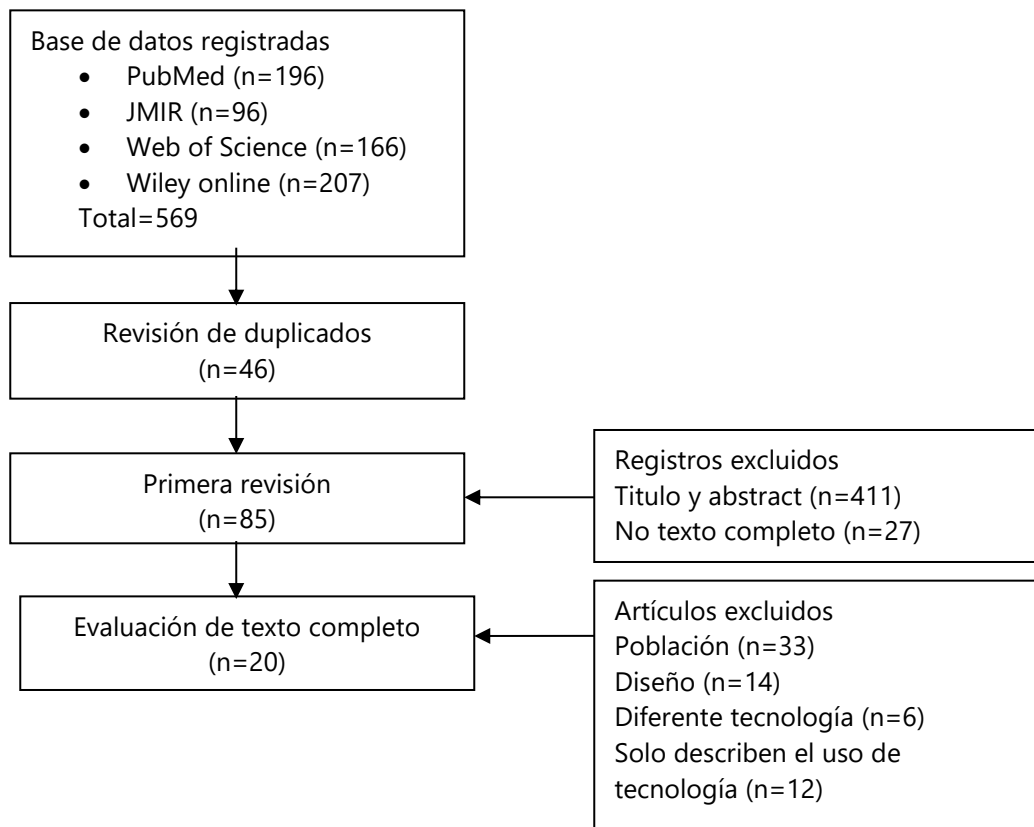 Base de datos registradas
• PubMed (n=196)
• JMIR (n=96)
• Web of Science (n=166)
• Wiley online (n=207)
Total=569
Revisión de duplicados
(n=46)
Primera revisión
(n=85)
Registros excluidos
Titulo y abstract (n=411)
No texto completo (n=27)
Evaluación de texto completo
(n=20)
Artículos excluidos
Población (n=33)
Diseño (n=14)
Diferente tecnología (n=6)
Solo describen el uso de
tecnología (n=12)